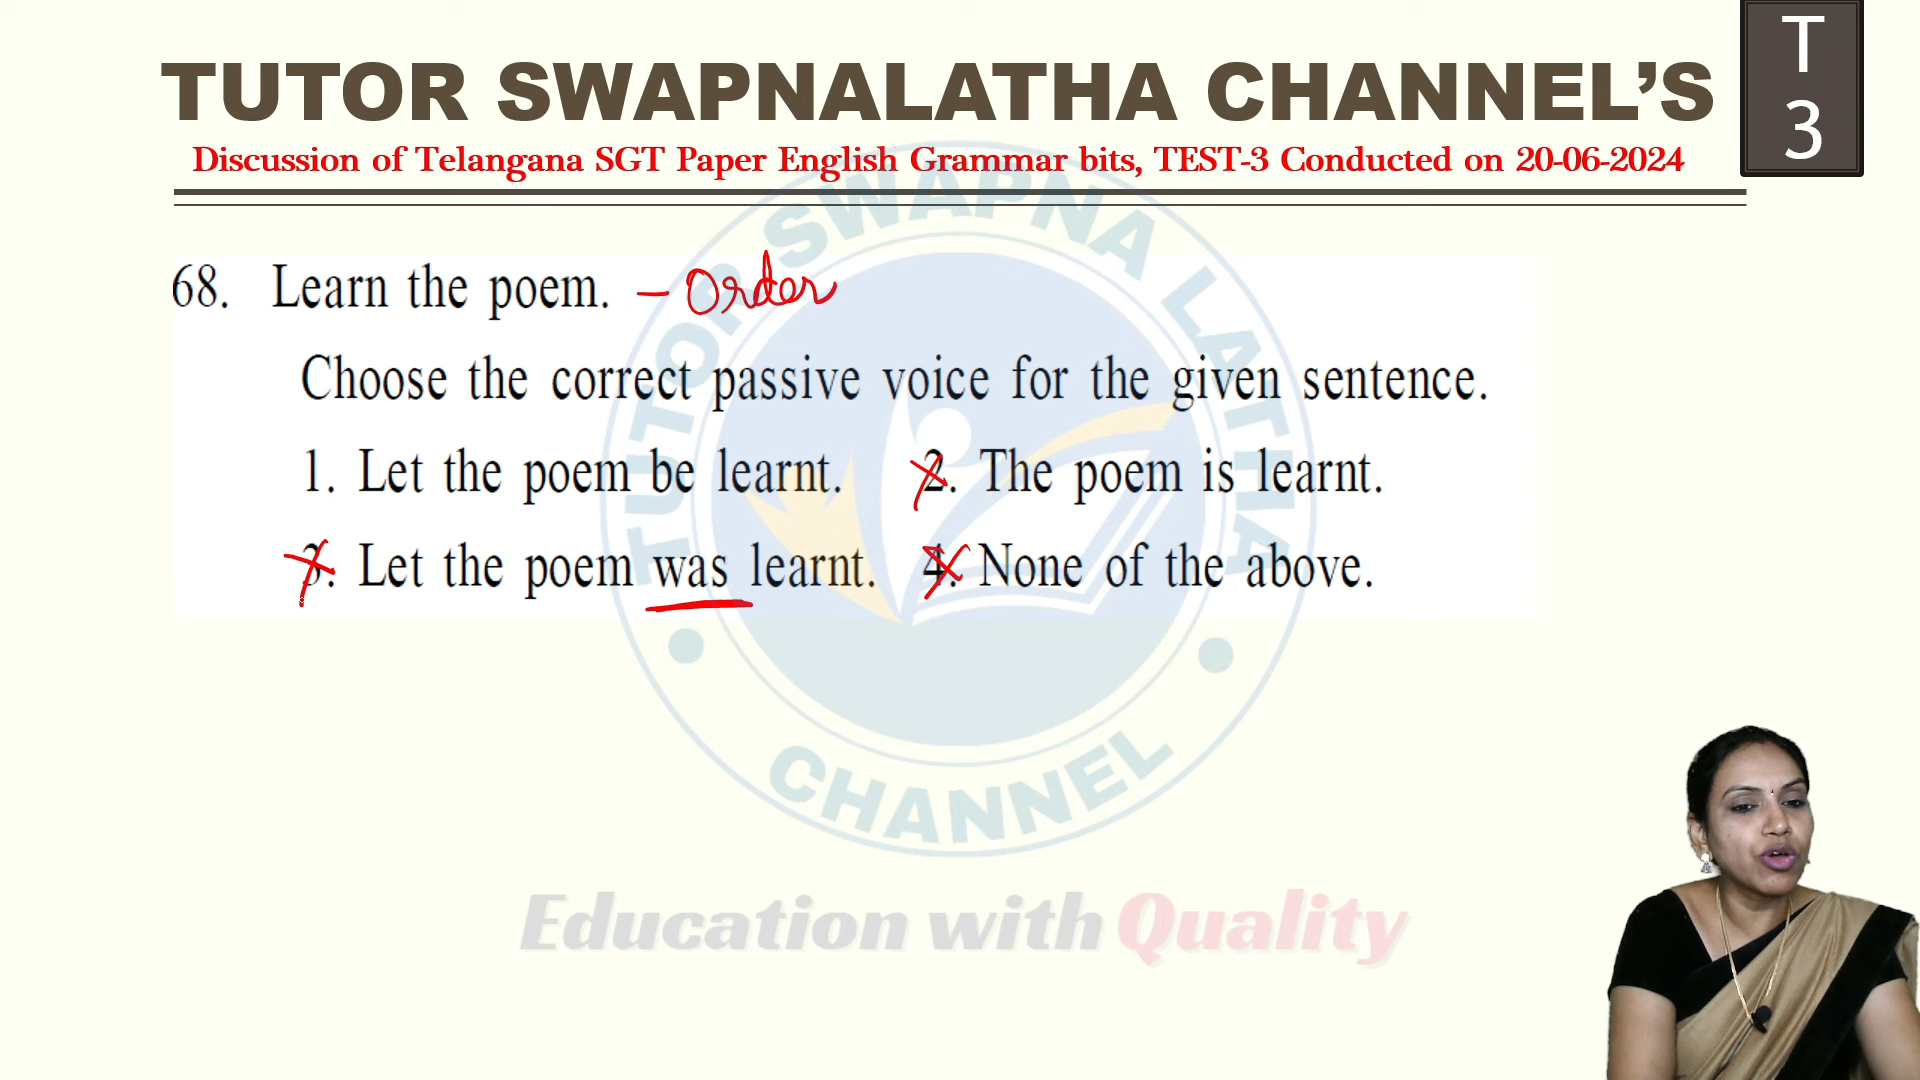 T
3
TUTOR SWAPNALATHA CHANNEL'S
Discussion of Telangana SGT Paper English Grammar bits, TEST-3 Conducted on 20-06-2024
68. Learn the poem. – Order
Choose the correct passive voice for the given sentence.
1. Let the poem be learnt. 2. The poem is learnt.
3. Let the poem was learnt. 4. None of the above.
TUTOR SWAPNA LATHA
CHANNEL
Education with Quality